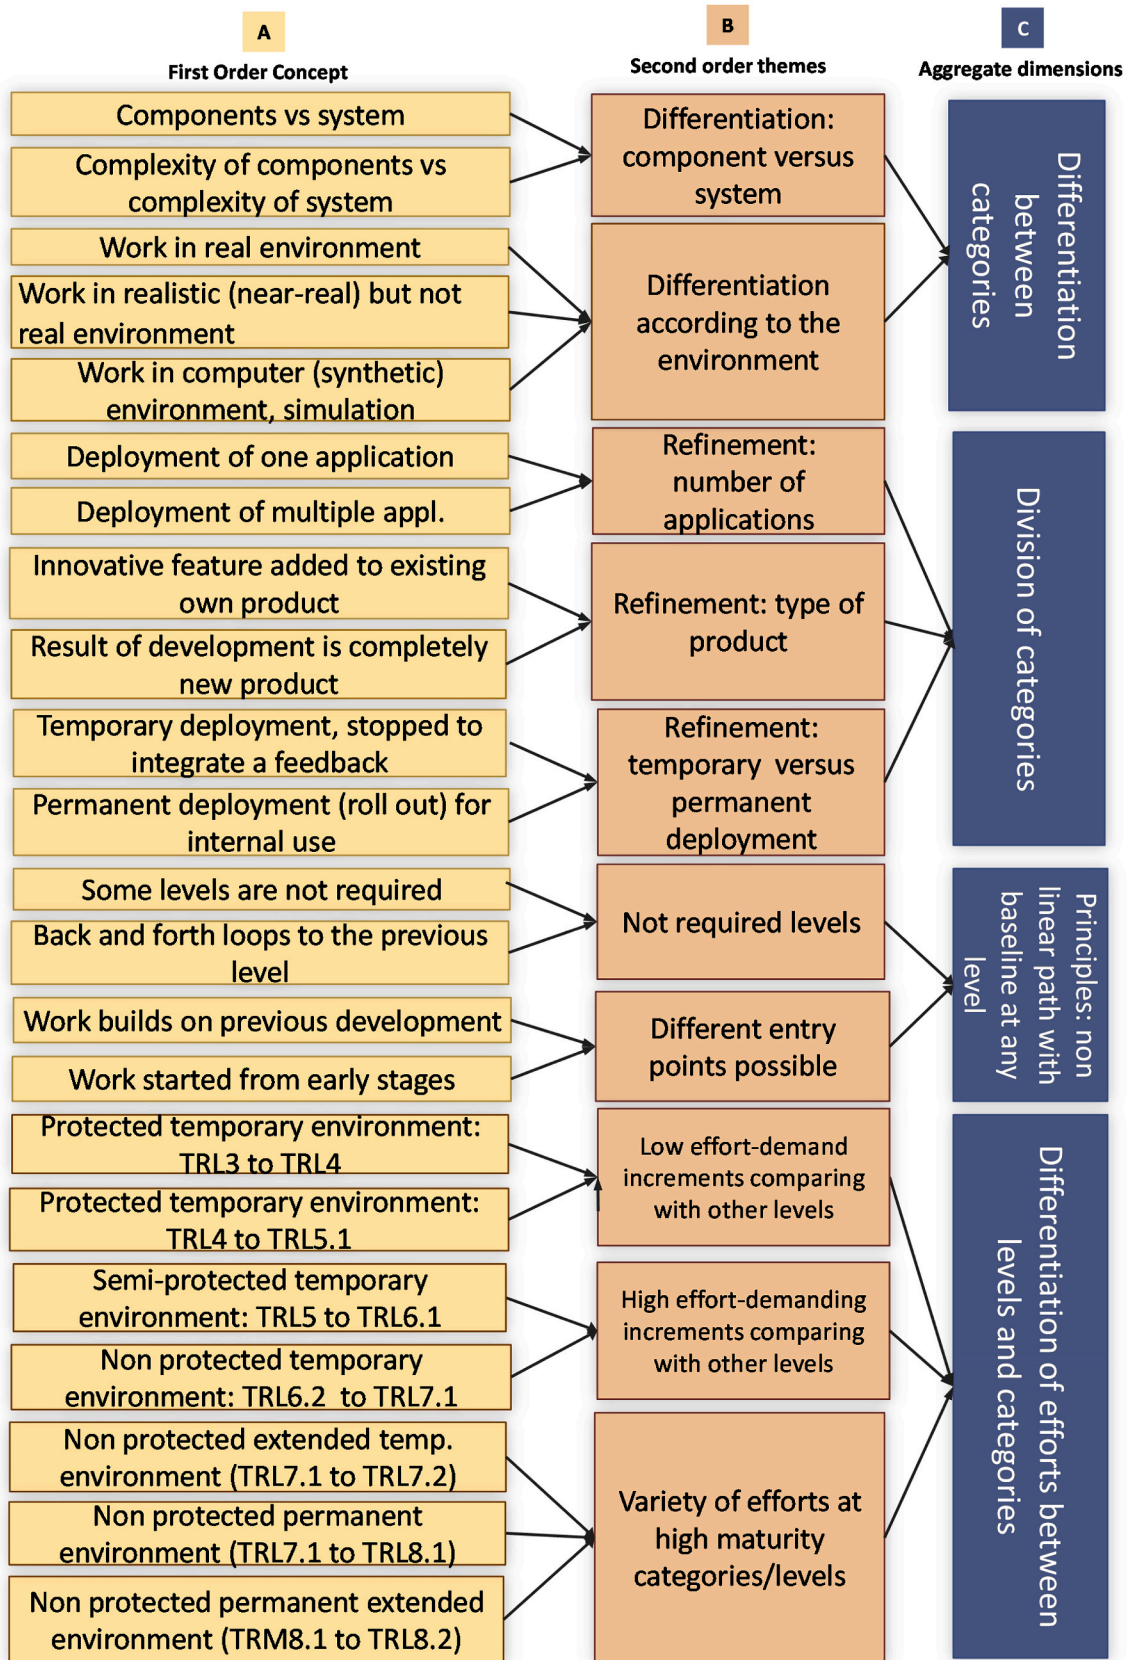 A
B
C
First Order Concept
Second order themes
Aggregate dimensions
Components vs system
Complexity of components vs
complexity of system
Work in real environment
Work in realistic (near-real) but not
real environment
Work in computer (synthetic)
environment, simulation
Deployment of one application
Deployment of multiple appl.
Innovative feature added to existing
own product
Result of development is completely
new product
Temporary deployment, stopped to
integrate a feedback
Permanent deployment (roll out) for
internal use
Some levels are not required
Back and forth loops to the previous
level
Work builds on previous development
Work started from early stages
Protected temporary environment:
TRL3 to TRL4
Protected temporary environment:
TRL4 to TRL5.1
Semi-protected temporary
environment: TRL5 to TRL6.1
Non protected temporary
environment: TRL6.2 to TRL7.1
Non protected extended temp.
environment (TRL7.1 to TRL7.2)
Non protected permanent
environment (TRL7.1 to TRL8.1)
Non protected permanent extended
environment (TRM8.1 to TRL8.2)
Differentiation:
component versus
system
Differentiation
according to the
environment
Refinement:
number of
applications
Refinement: type of
product
Refinement:
temporary versus
permanent
deployment
Not required levels
Different entry
points possible
Low effort-demand
increments comparing
with other levels
High effort-demanding
increments comparing
with other levels
Variety of efforts at
high maturity
categories/levels
Differentiation
between
categories
Division of categories
Principles: non
linear path with
baseline at any
level
Differentiation of efforts between
levels and categories